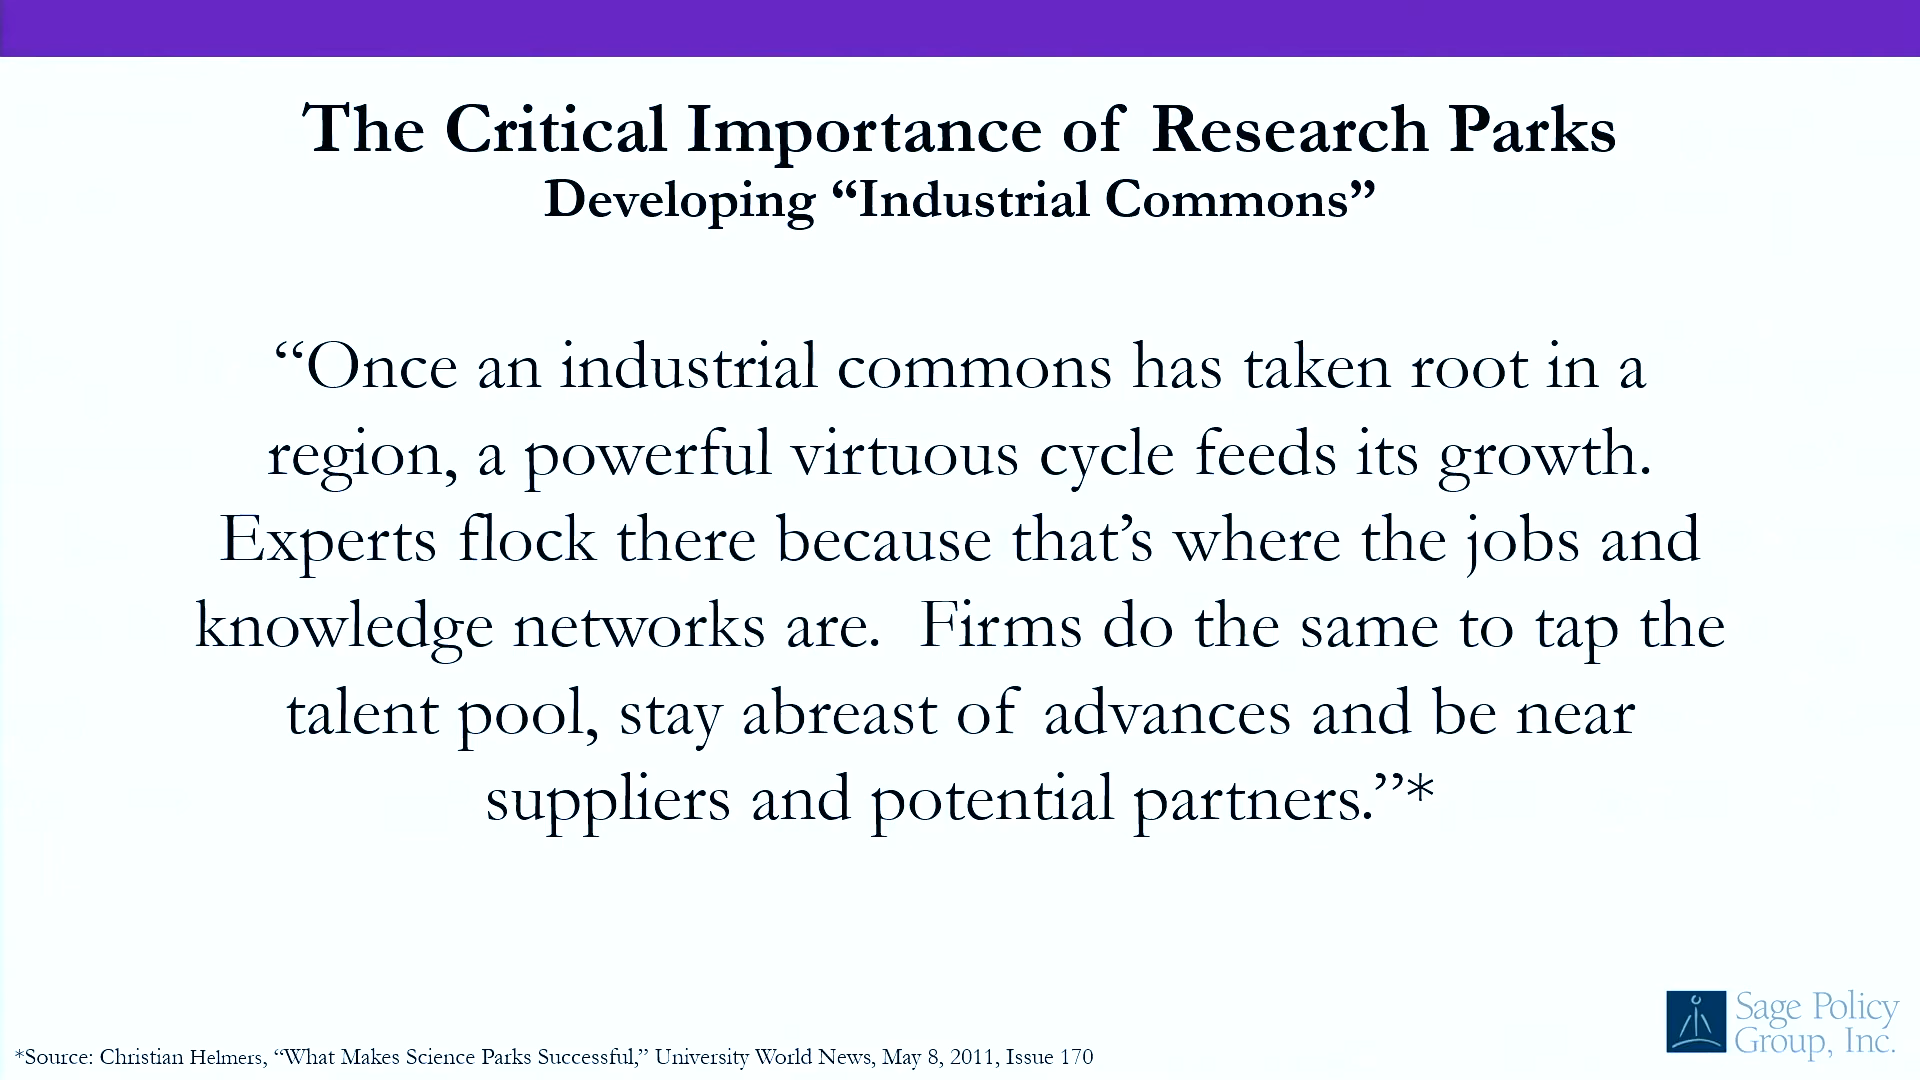 The Critical Importance of Research Parks
Developing “Industrial Commons”
“Once an industrial commons has taken root in a
region, a powerful virtuous cycle feeds its growth.
Experts flock there because that’s where the jobs and
knowledge networks are.  Firms do the same to tap the
talent pool, stay abreast of advances and be near
suppliers and potential partners.”*
Sage Policy
Group, Inc.
*Source: Christian Helmers, “What Makes Science Parks Successful,” University World News, May 8, 2011, Issue 170